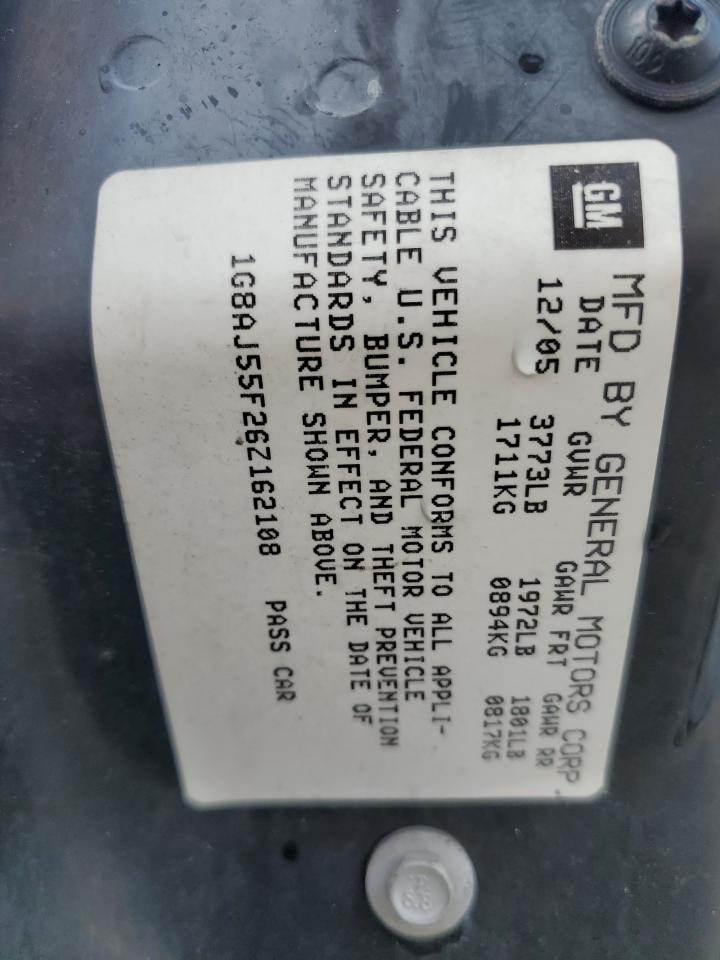 GM
MFD BY GENERAL MOTORS CORP
DATE GVWR GAWR FRT GAWR RR
12/05 3773LB 1972LB 1801LB
1711KG 0894KG 0817KG
THIS VEHICLE CONFORMS TO ALL APPLI-
CABLE U.S. FEDERAL MOTOR VEHICLE
SAFETY, BUMPER, AND THEFT PREVENTION
STANDARDS IN EFFECT ON THE DATE OF
MANUFACTURE SHOWN ABOVE.
1G8AJ55F26Z162108 PASS CAR
109